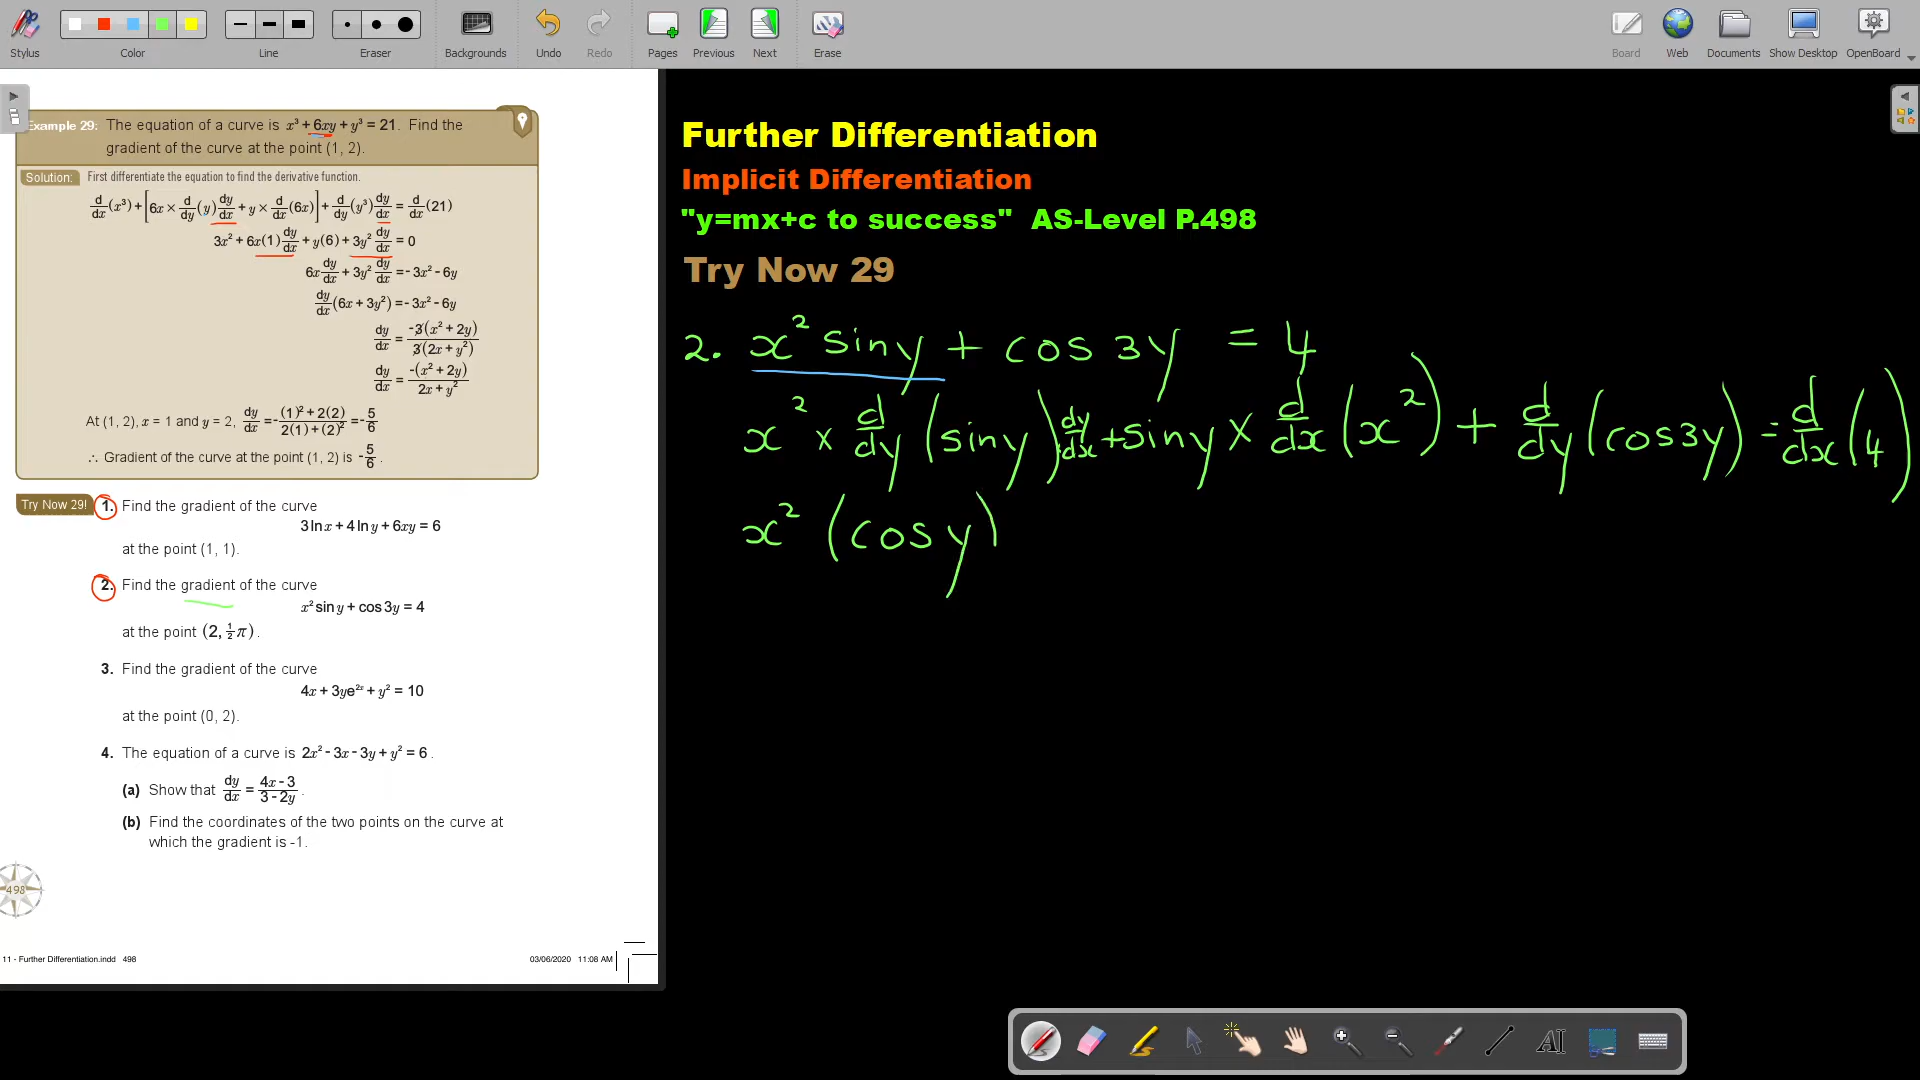 Stylus Color Line Eraser Backgrounds Undo Redo Pages Previous Next Erase Board Web Documents Show Desktop OpenBoard
Example 29: The equation of a curve is x³ + 6xy + y³ = 21. Find the
gradient of the curve at the point (1, 2).
Solution: First differentiate the equation to find the derivative function.
d/dx(x³) + [6x × d/dy(y) dy/dx + y × d/dx(6x)] + d/dy(y³) dy/dx = d/dx(21)
3x² + 6x(1) dy/dx + y(6) + 3y² dy/dx = 0
6x dy/dx + 3y² dy/dx = -3x² - 6y
dy/dx (6x + 3y²) = -3x² - 6y
dy/dx = -3(x² + 2y) / 3(2x + y²)
dy/dx = -(x² + 2y) / 2x + y²
At (1, 2), x = 1 and y = 2, dy/dx = -(1)² + 2(2) / 2(1) + (2)² = -5/6
∴ Gradient of the curve at the point (1, 2) is -5/6.
Try Now 29! 1. Find the gradient of the curve
3 ln x + 4 ln y + 6xy = 6
at the point (1, 1).
2. Find the gradient of the curve
x² sin y + cos 3y = 4
at the point (2, ½π).
3. Find the gradient of the curve
4x + 3ye²ˣ + y² = 10
at the point (0, 2).
4. The equation of a curve is 2x² - 3x - 3y + y² = 6.
(a) Show that dy/dx = 4x - 3 / 3 - 2y.
(b) Find the coordinates of the two points on the curve at
which the gradient is -1.
498
11 - Further Differentiation.indd 498 03/06/2020 11:08 AM
Further Differentiation
Implicit Differentiation
"y=mx+c to success" AS-Level P.498
Try Now 29
2. x² sin y + cos 3y = 4
x² × d/dy (sin y) dy/dx + sin y × d/dx (x²) + d/dy (cos 3y) = d/dx (4)
x² (cos y)
AI